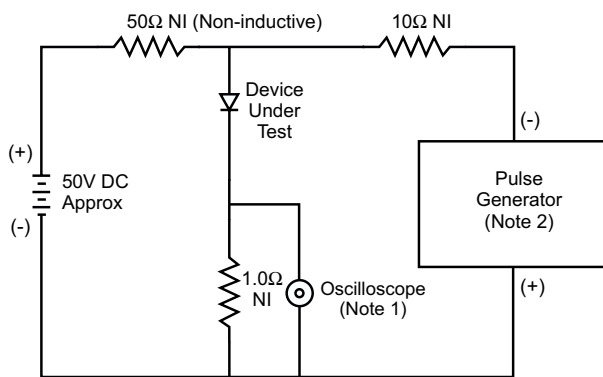 50Ω NI (Non-inductive)
10Ω NI
Device
Under
Test
(-)
(+)
50V DC
Approx
(-)
Pulse
Generator
(Note 2)
1.0Ω
NI
Oscilloscope
(Note 1)
(+)